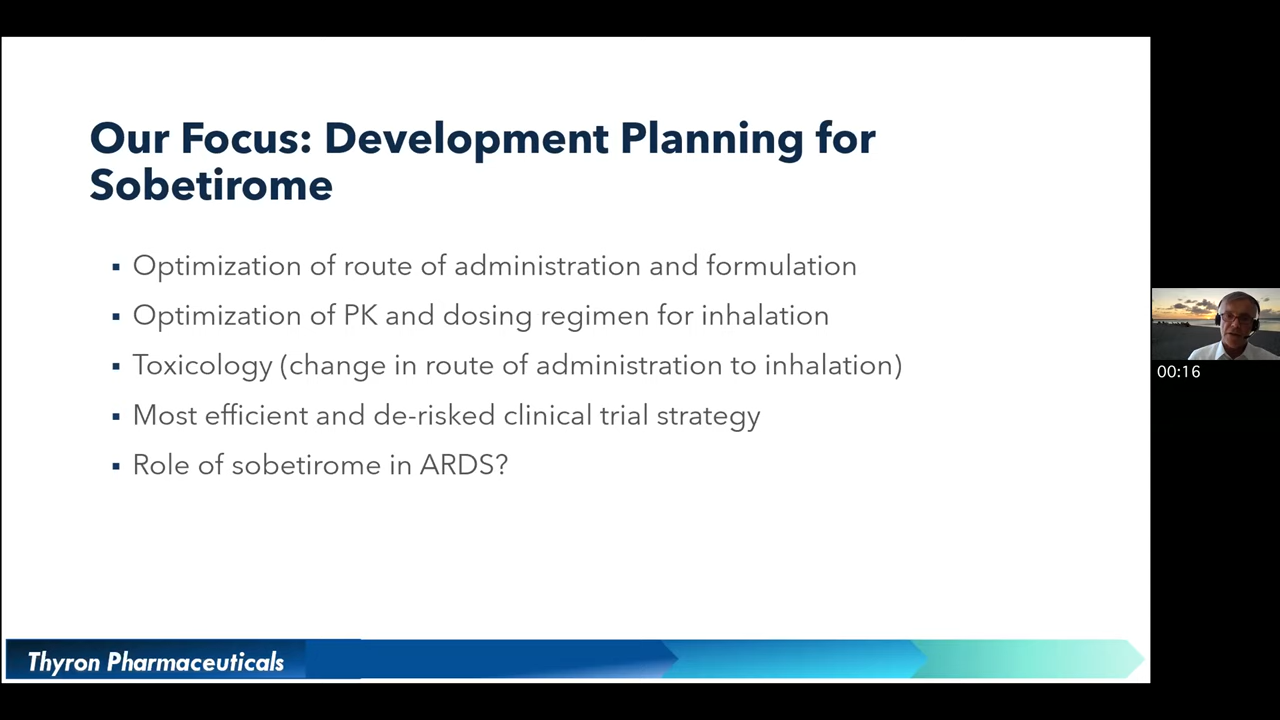 Our Focus: Development Planning for
Sobetirome
▪ Optimization of route of administration and formulation
▪ Optimization of PK and dosing regimen for inhalation
▪ Toxicology (change in route of administration to inhalation)
▪ Most efficient and de-risked clinical trial strategy
▪ Role of sobetirome in ARDS?
00:16
Thyron Pharmaceuticals